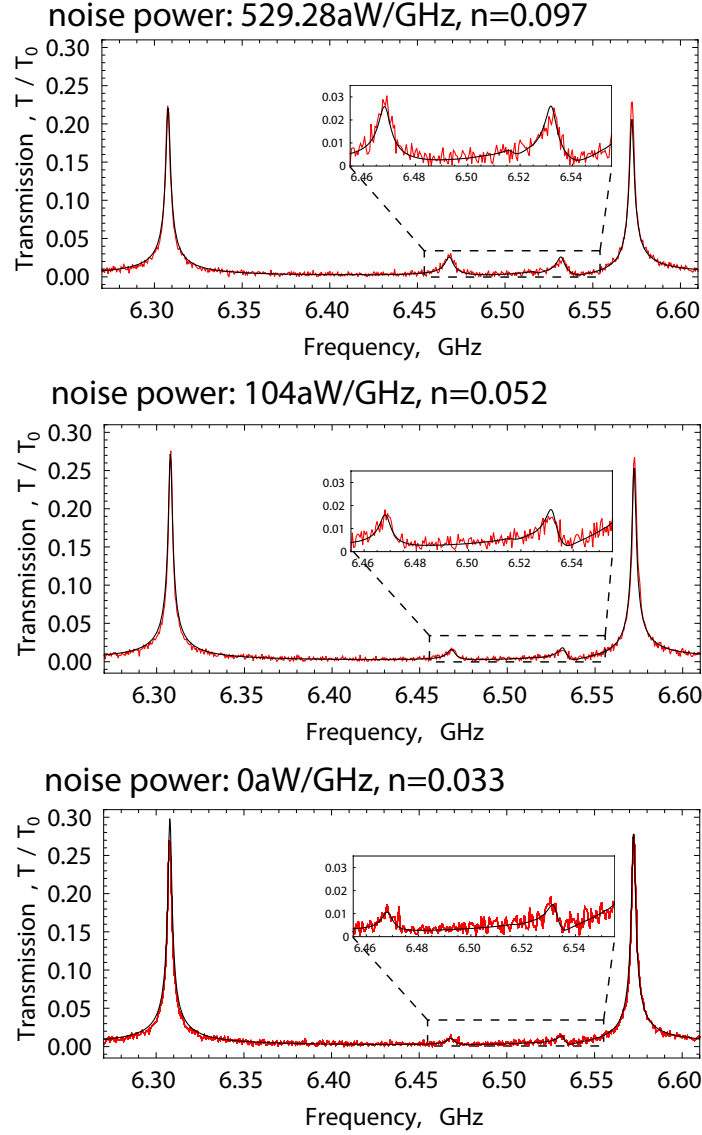 noise power: 529.28aW/GHz, n=0.097
Transmission , T / T0
0.30
0.25
0.20
0.15
0.10
0.05
0.00
0.03
0.02
0.01
0
6.46 6.48 6.50 6.52 6.54
6.30 6.35 6.40 6.45 6.50 6.55 6.60
Frequency, GHz
noise power: 104aW/GHz, n=0.052
Transmission , T / T0
0.30
0.25
0.20
0.15
0.10
0.05
0.00
0.03
0.02
0.01
0
6.46 6.48 6.50 6.52 6.54
6.30 6.35 6.40 6.45 6.50 6.55 6.60
Frequency, GHz
noise power: 0aW/GHz, n=0.033
Transmission , T / T0
0.30
0.25
0.20
0.15
0.10
0.05
0.00
0.03
0.02
0.01
0
6.46 6.48 6.50 6.52 6.54
6.30 6.35 6.40 6.45 6.50 6.55 6.60
Frequency, GHz